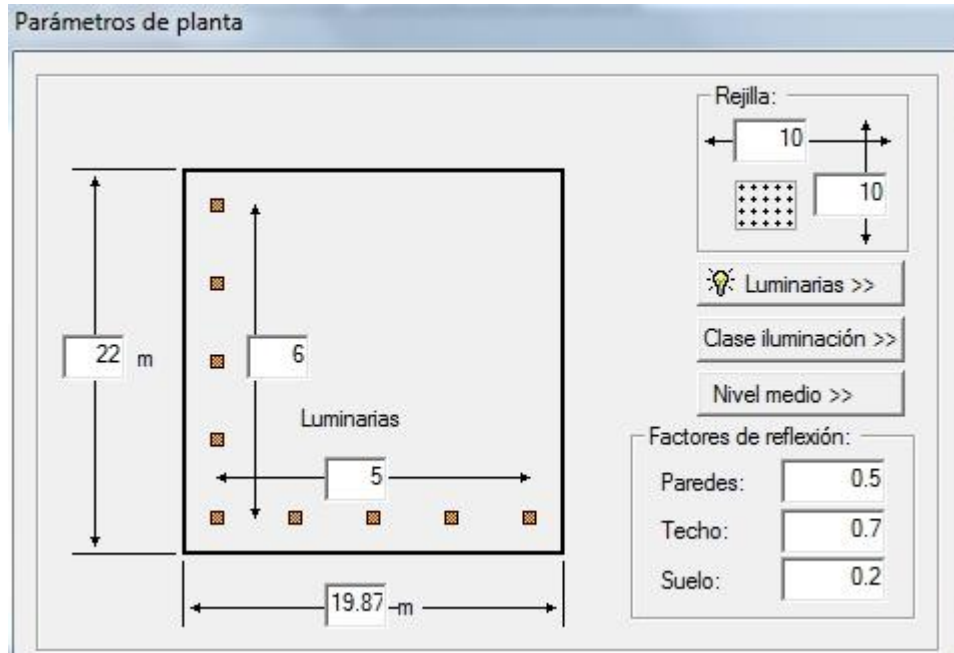 Parámetros de planta
Rejilla:
10
10
Luminarias >>
22 m
6
Clase iluminación >>
Nivel medio >>
Luminarias
5
Factores de reflexión:
Paredes: 0.5
Techo: 0.7
Suelo: 0.2
19.87 m